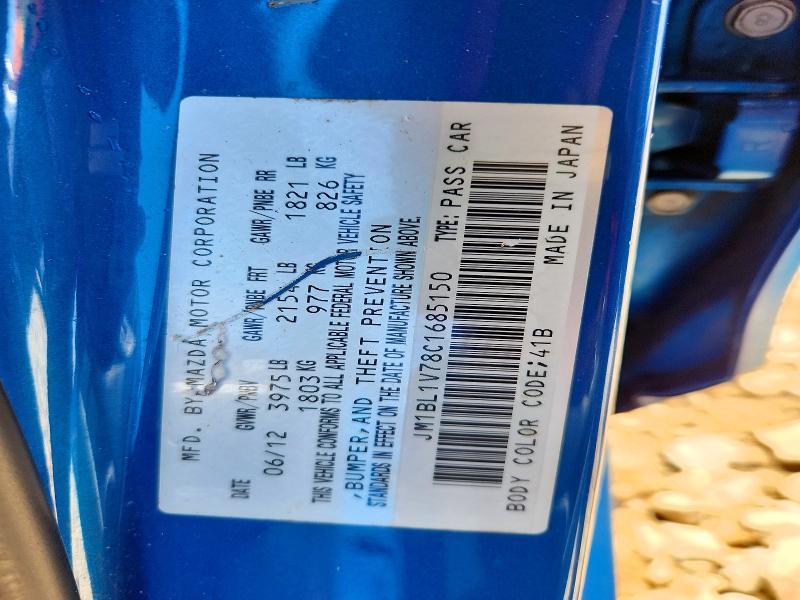 MFD. BY MAZDA MOTOR CORPORATION
DATE GWR/PNBV GAWR/PNBE FRT GAWR/PNBE RR
06/12 3975 LB 2154 LB 1821 LB
1803 KG 977 KG 826 KG
THIS VEHICLE CONFORMS TO ALL APPLICABLE FEDERAL MOTOR VEHICLE SAFETY
,BUMPER,AND THEFT PREVENTION
STANDARDS IN EFFECT ON THE DATE OF MANUFACTURE SHOWN ABOVE.
JM1BL1V78C1685150 TYPE: PASS CAR
BODY COLOR CODE;41B MADE IN JAPAN